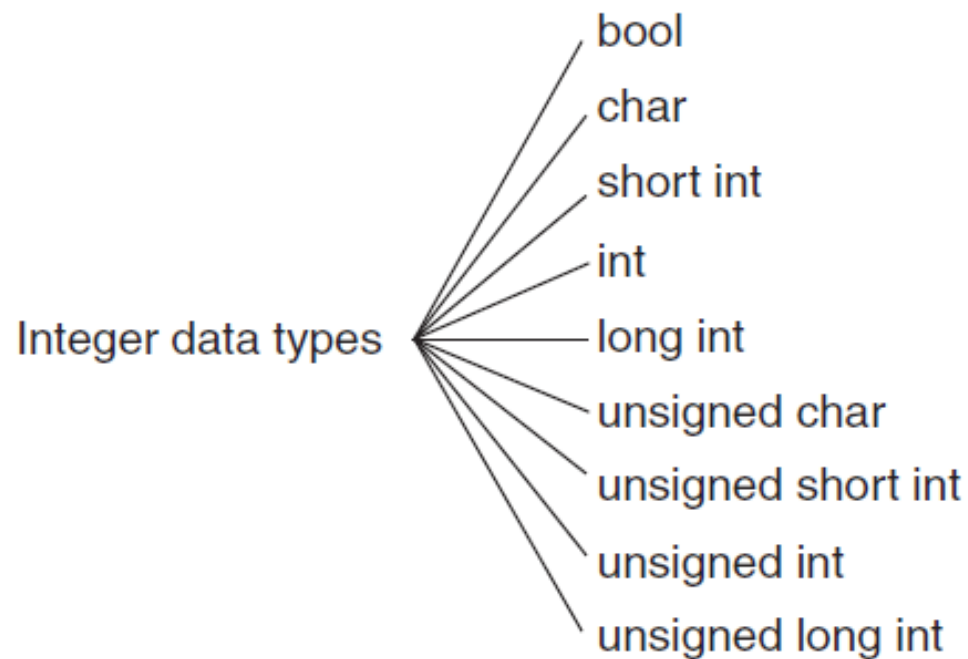 bool
char
short int
int
Integer data types
long int
unsigned char
unsigned short int
unsigned int
unsigned long int